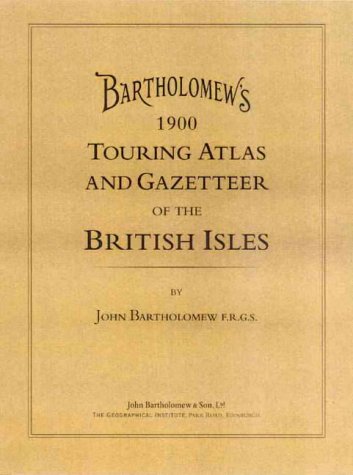 BARTHOLOMEW'S
1900
TOURING ATLAS
AND GAZETTEER
OF THE
BRITISH ISLES
BY
JOHN BARTHOLOMEW F.R.G.S.
John Bartholomew & Son, Ltd
THE GEOGRAPHICAL INSTITUTE, PARK ROAD, EDINBURGH.